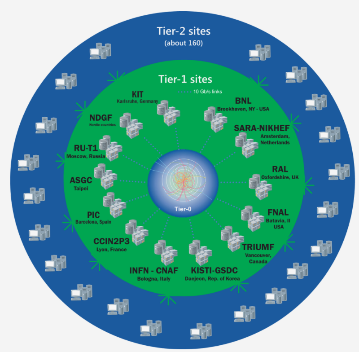 Tier-2 sites
(about 160)
Tier-1 sites
10 Gb/s links
KIT
Karlsruhe, Germany
BNL
Brookhaven, NY - USA
NDGF
SARA-NIKHEF
Amsterdam,
Netherlands
RU-T1
Moscow, Russia
RAL
Oxfordshire, UK
ASGC
Taipei
PIC
Barcelona, Spain
Tier-0
FNAL
Batavia, Il
USA
CCIN2P3
Lyon, France
TRIUMF
Vancouver,
Canada
INFN - CNAF
Bologna, Italy
KISTI-GSDC
Daejeon, Rep. of Korea